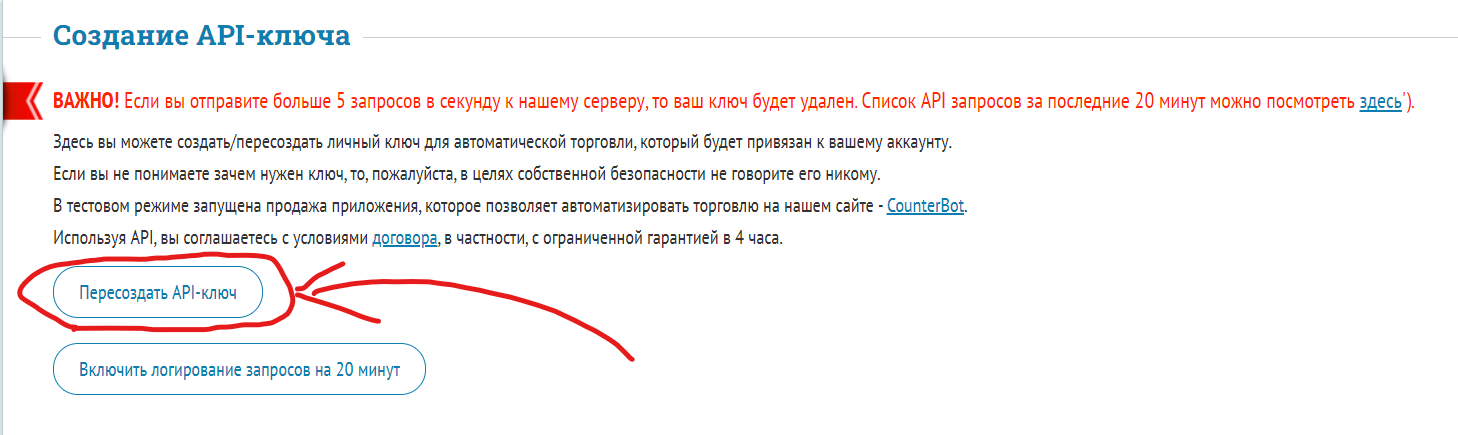 Создание API-ключа
ВАЖНО! Если вы отправите больше 5 запросов в секунду к нашему серверу, то ваш ключ будет удален. Список API запросов за последние 20 минут можно посмотреть здесь').
Здесь вы можете создать/пересоздать личный ключ для автоматической торговли, который будет привязан к вашему аккаунту.
Если вы не понимаете зачем нужен ключ, то, пожалуйста, в целях собственной безопасности не говорите его никому.
В тестовом режиме запущена продажа приложения, которое позволяет автоматизировать торговлю на нашем сайте - CounterBot.
Используя API, вы соглашаетесь с условиями договора, в частности, с ограниченной гарантией в 4 часа.
Пересоздать API-ключ
Включить логирование запросов на 20 минут